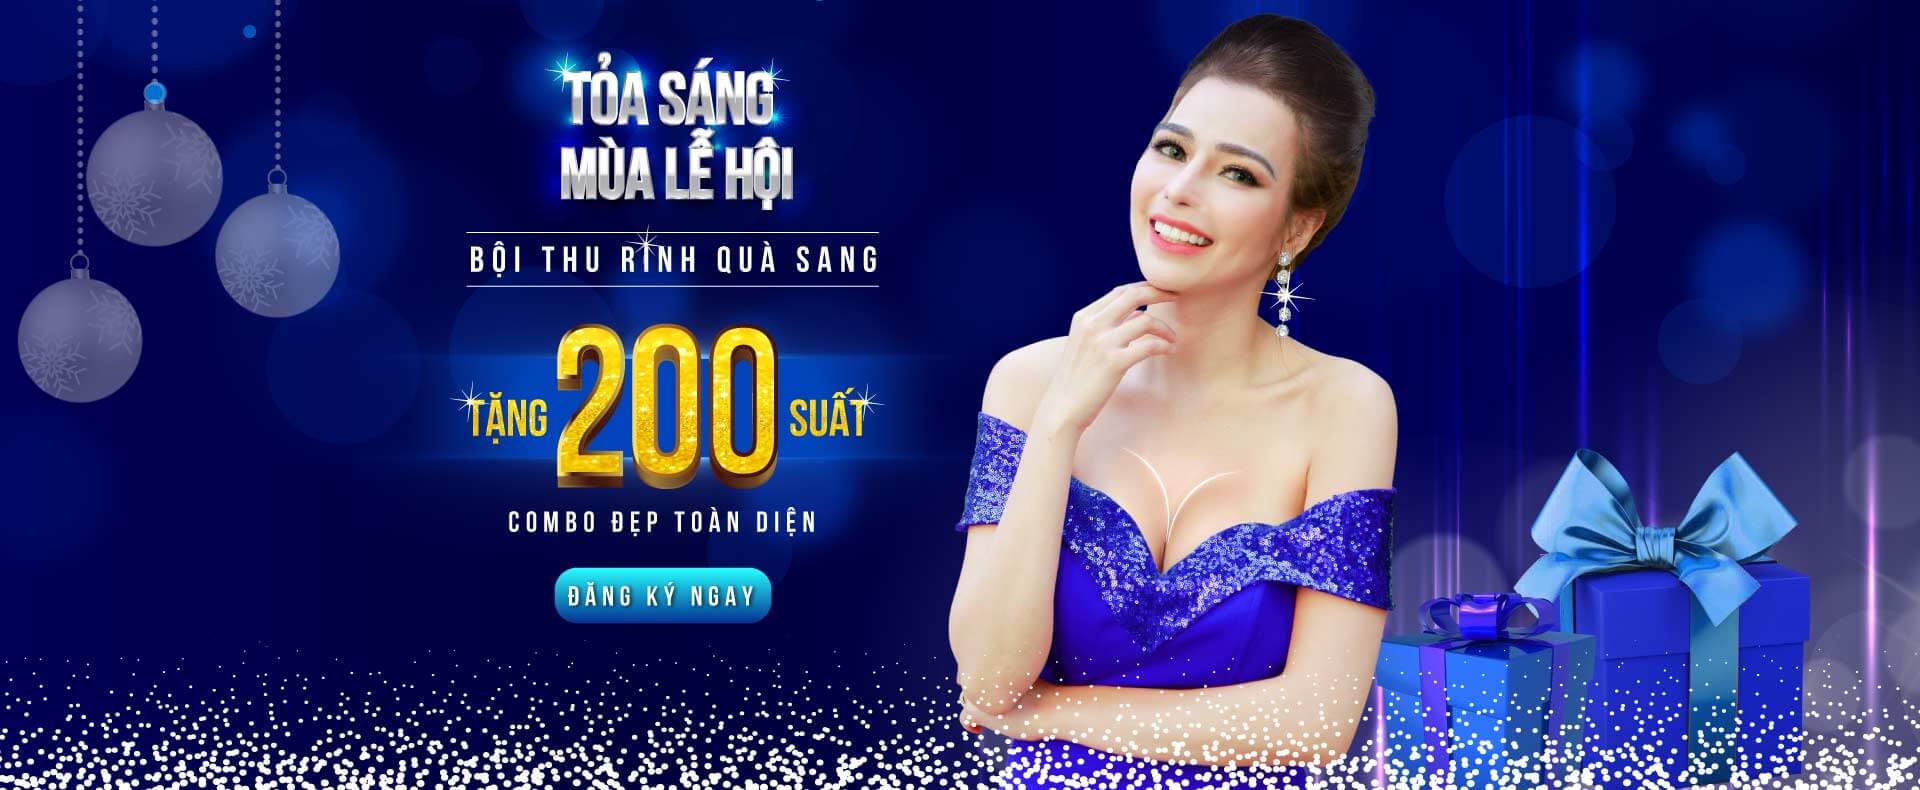 TỎA SÁNG
MÙA LỄ HỘI
BỘI THU RINH QUÀ SANG
TẶNG 200 SUẤT
COMBO ĐẸP TOÀN DIỆN
ĐĂNG KÝ NGAY